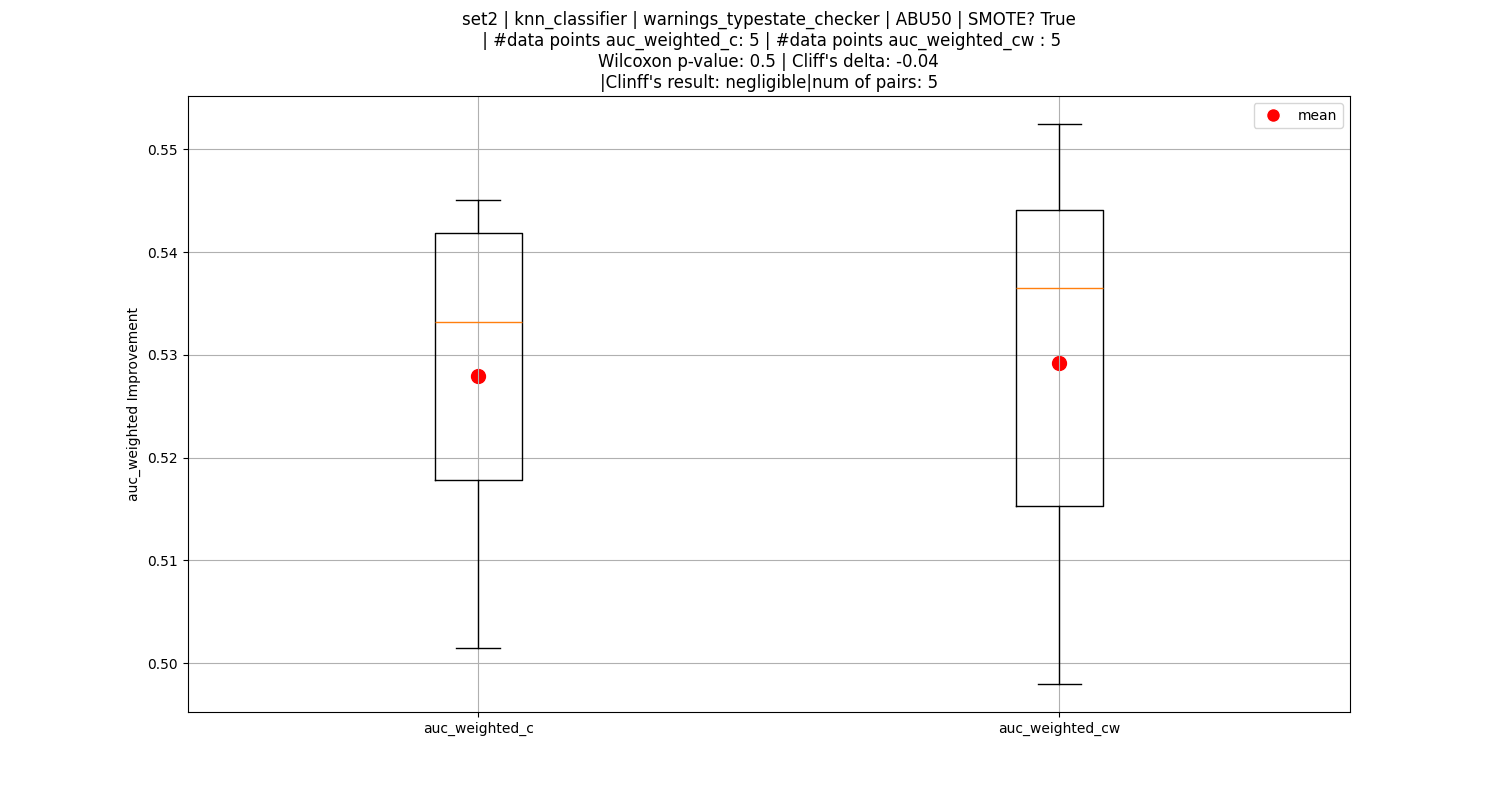 set2 | knn_classifier | warnings_typestate_checker | ABU50 | SMOTE? True
| #data points auc_weighted_c: 5 | #data points auc_weighted_cw : 5
Wilcoxon p-value: 0.5 | Cliff's delta: -0.04
|Clinff's result: negligible|num of pairs: 5
mean
0.55
0.54
0.53
0.52
0.51
0.50
auc_weighted Improvement
auc_weighted_c
auc_weighted_cw